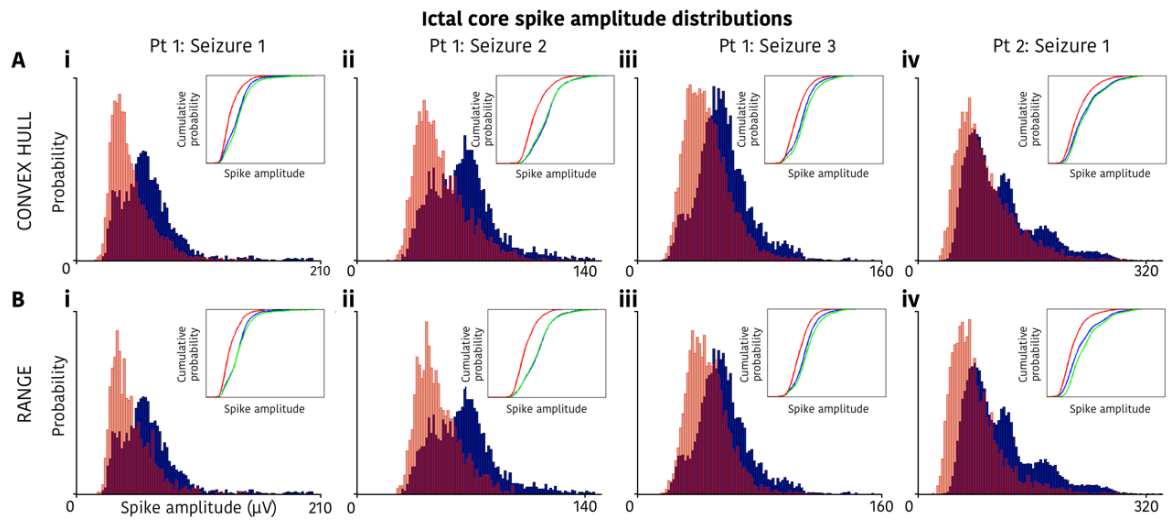 Ictal core spike amplitude distributions
Pt 1: Seizure 1
Pt 1: Seizure 2
Pt 1: Seizure 3
Pt 2: Seizure 1
A
i
ii
iii
iv
CONVEX HULL
Probability
Cumulative
probability
Spike amplitude
Cumulative
probability
Spike amplitude
Cumulative
probability
Spike amplitude
Cumulative
probability
Spike amplitude
0
210
0
140
0
160
0
320
B
i
ii
iii
iv
RANGE
Probability
Cumulative
probability
Spike amplitude
Cumulative
probability
Spike amplitude
Cumulative
probability
Spike amplitude
Cumulative
probability
Spike amplitude
0
Spike amplitude (μV)
210
0
140
0
160
0
320